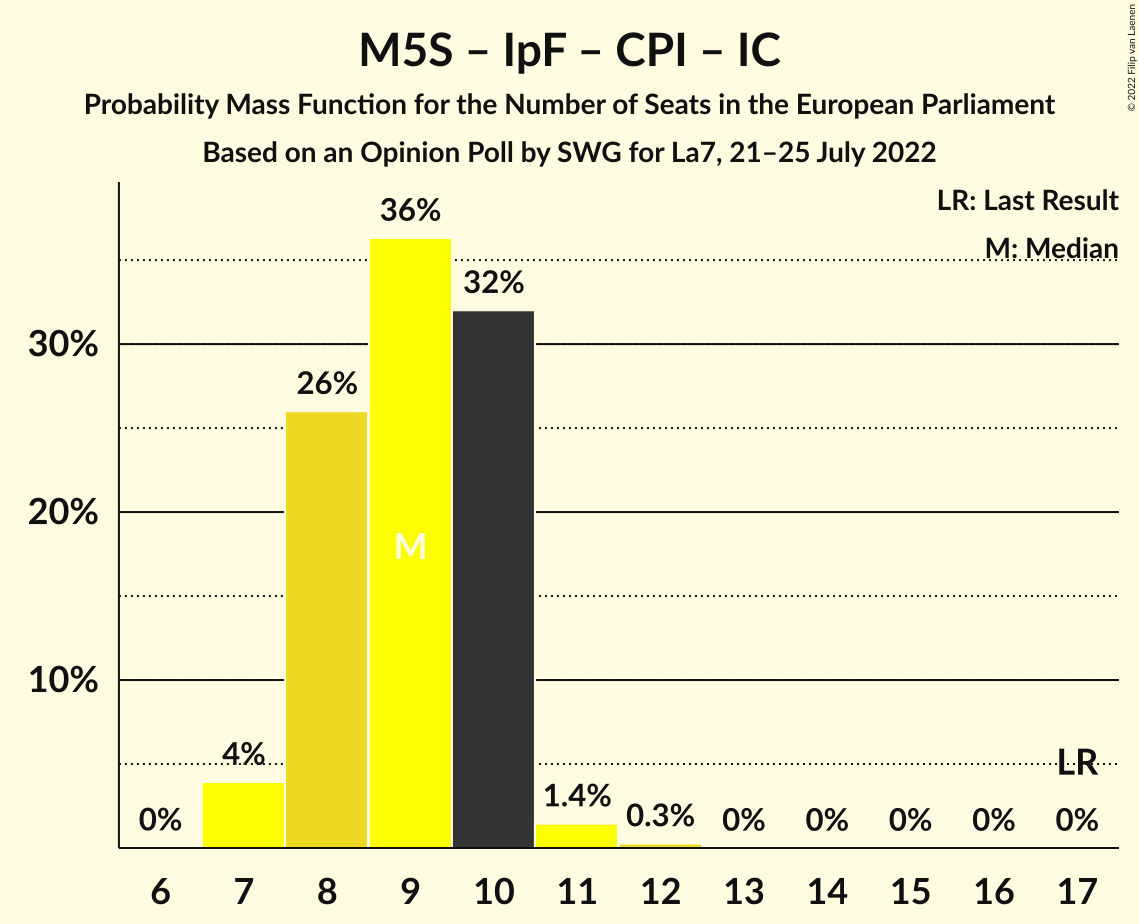 M5S – IpF – CPI – IC
Probability Mass Function for the Number of Seats in the European Parliament
Based on an Opinion Poll by SWG for La7, 21–25 July 2022
© 2022 Filip van Laenen
LR: Last Result
M: Median
36%
32%
30%
26%
20%
M
10%
4%
LR
0%
1.4%
0.3%
0%
0%
0%
0%
0%
6 7 8 9 10 11 12 13 14 15 16 17